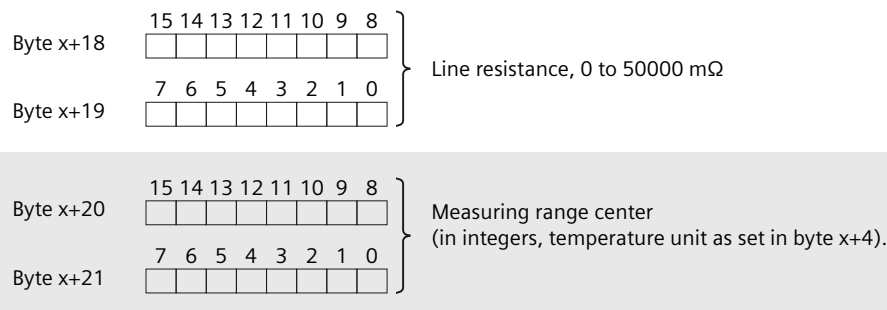 15 14 13 12 11 10 9 8
Byte x+18
Line resistance, 0 to 50000 mΩ
7 6 5 4 3 2 1 0
Byte x+19
15 14 13 12 11 10 9 8
Byte x+20
Measuring range center
(in integers, temperature unit as set in byte x+4).
7 6 5 4 3 2 1 0
Byte x+21